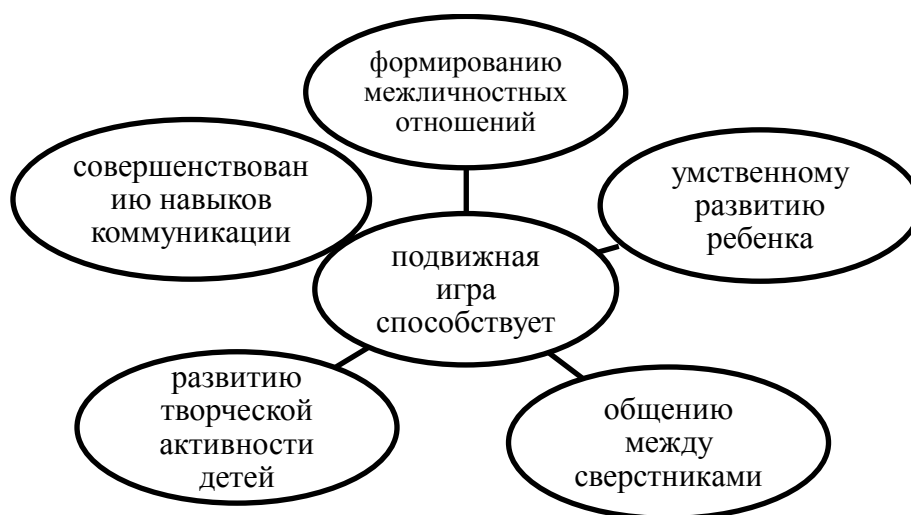 формированию
межличностных
отношений
совершенствован
ию навыков
коммуникации
умственному
развитию
ребенка
подвижная
игра
способствует
развитию
творческой
активности
детей
общению
между
сверстниками